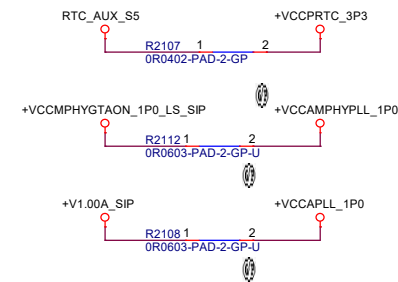 RTC_AUX_S5 +VCCPRTC_3P3
R2107 1 2
0R0402-PAD-2-GP
+VCCMPHYGTAON_1P0_LS_SIP +VCCAMPHYPLL_1P0
R2112 1 2
0R0603-PAD-2-GP-U
+V1.00A_SIP +VCCAPLL_1P0
R2108 1 2
0R0603-PAD-2-GP-U